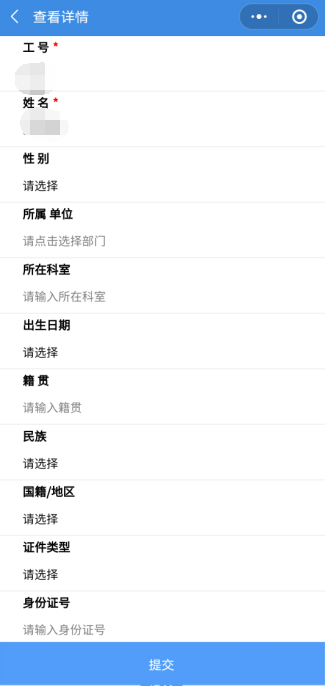 查看详情
工 号 *
姓 名 *
性 别
请选择
所属 单位
请点击选择部门
所在科室
请输入所在科室
出生日期
请选择
籍 贯
请输入籍贯
民族
请选择
国籍/地区
请选择
证件类型
请选择
身份证号
请输入身份证号
提交